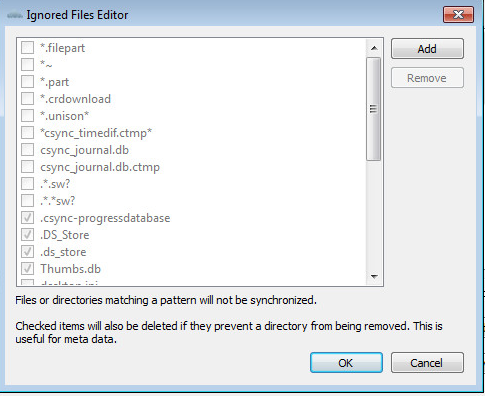 Ignored Files Editor
*.filepart
*~
*.part
*.crdownload
*.unison*
*csync_timedif.ctmp*
csync_journal.db
csync_journal.db.ctmp
.*.sw?
.*.*sw?
.csync-progressdatabase
.DS_Store
.ds_store
Thumbs.db
desktop.ini
Add
Remove
Files or directories matching a pattern will not be synchronized.
Checked items will also be deleted if they prevent a directory from being removed. This is
useful for meta data.
OK
Cancel